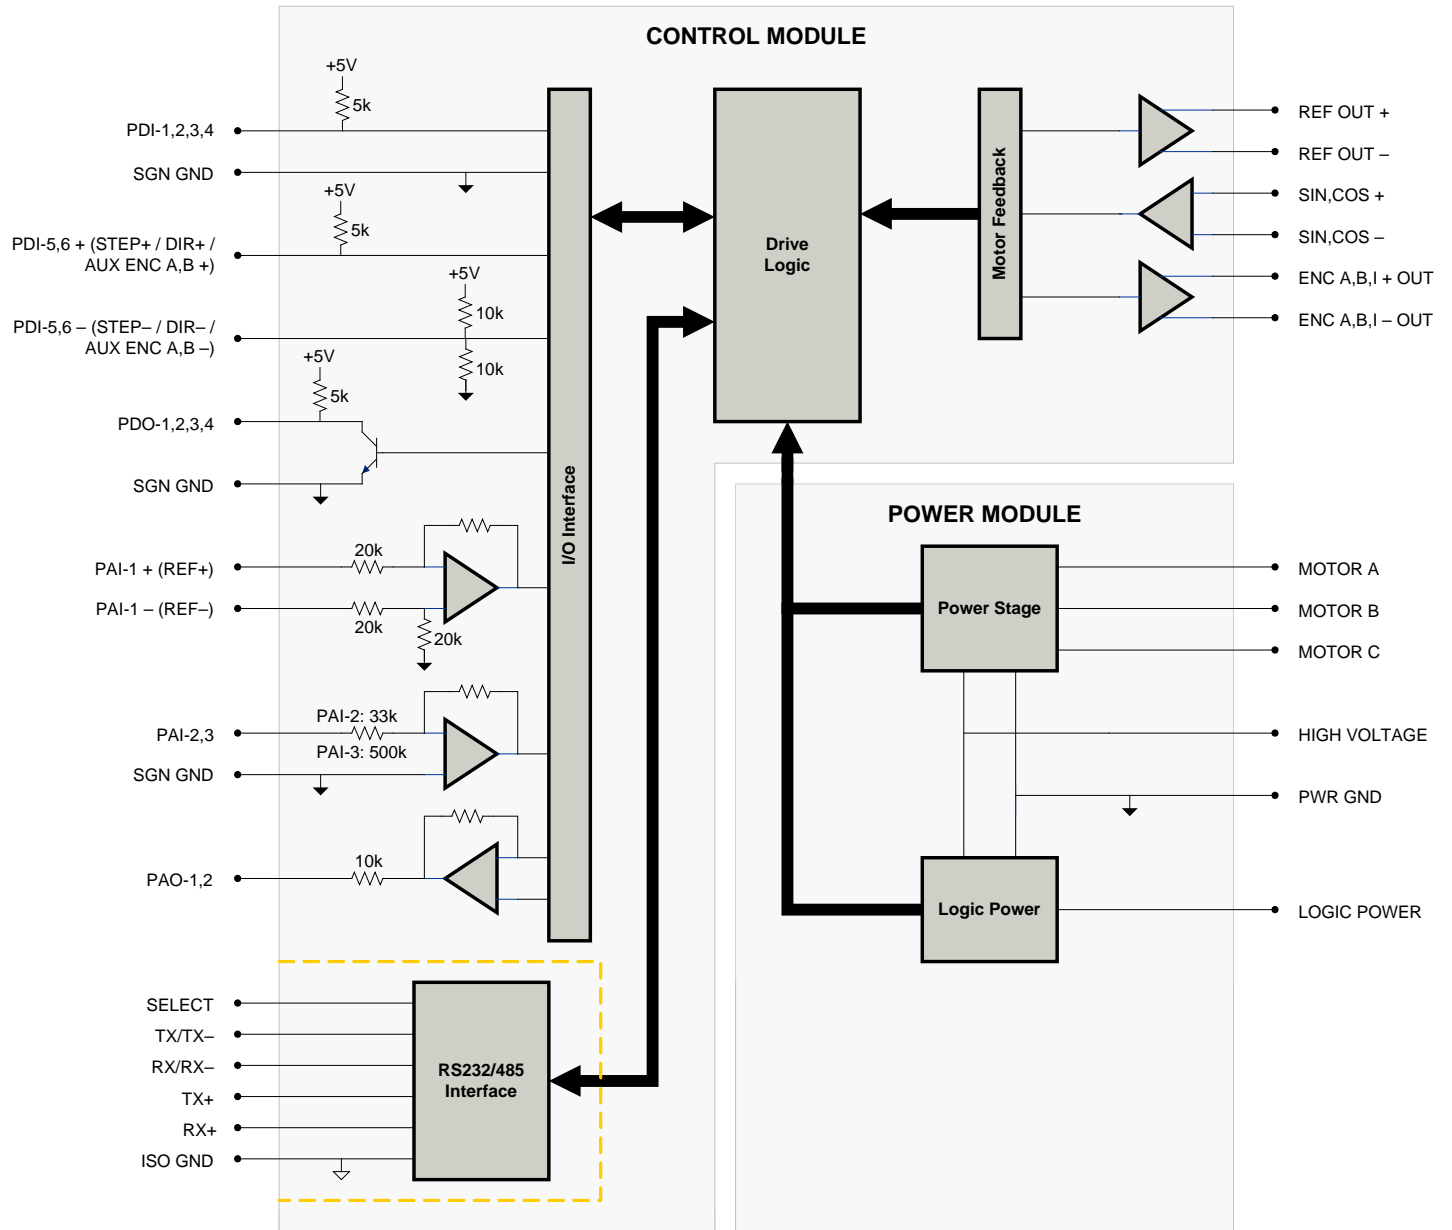 CONTROL MODULE
+5V
5k
PDI-1,2,3,4
SGN GND
+5V
5k
PDI-5,6 + (STEP+ / DIR+ /
AUX ENC A,B +)
+5V
10k
PDI-5,6 – (STEP– / DIR– /
AUX ENC A,B –)
10k
+5V
5k
PDO-1,2,3,4
SGN GND
20k
PAI-1 + (REF+)
PAI-1 – (REF–)
20k
20k
PAI-2: 33k
PAI-2,3
PAI-3: 500k
SGN GND
10k
PAO-1,2
I/O Interface
SELECT
TX/TX–
RX/RX–
TX+
RX+
ISO GND
RS232/485
Interface
Drive
Logic
Motor Feedback
REF OUT +
REF OUT –
SIN,COS +
SIN,COS –
ENC A,B,I + OUT
ENC A,B,I – OUT
POWER MODULE
Power Stage
MOTOR A
MOTOR B
MOTOR C
HIGH VOLTAGE
PWR GND
Logic Power
LOGIC POWER